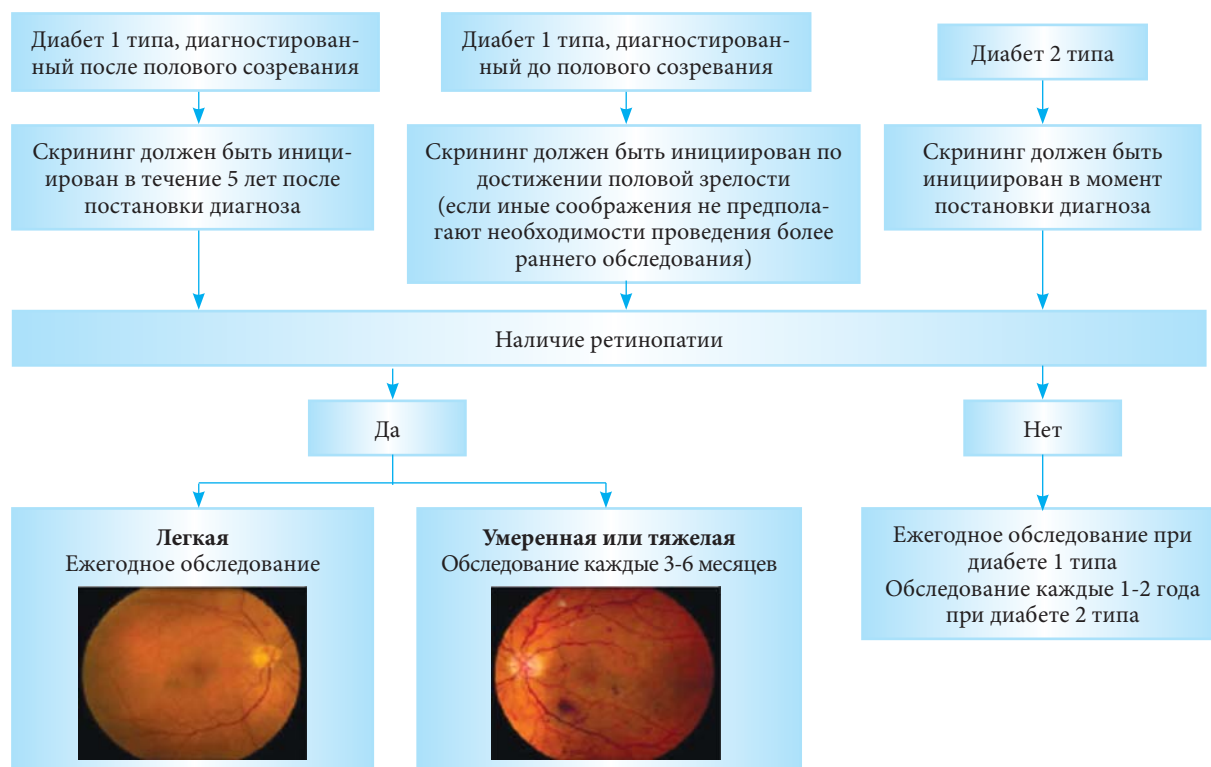 Диабет 1 типа, диагностирован-
ный после полового созревания
Диабет 1 типа, диагностирован-
ный до полового созревания
Диабет 2 типа
Скрининг должен быть иници-
ирован в течение 5 лет после
постановки диагноза
Скрининг должен быть инициирован по
достижении половой зрелости
(если иные соображения не предпола-
гают необходимости проведения более
раннего обследования)
Скрининг должен быть
инициирован в момент
постановки диагноза
Наличие ретинопатии
Да
Нет
Легкая
Ежегодное обследование
Умеренная или тяжелая
Обследование каждые 3-6 месяцев
Ежегодное обследование при
диабете 1 типа
Обследование каждые 1-2 года
при диабете 2 типа